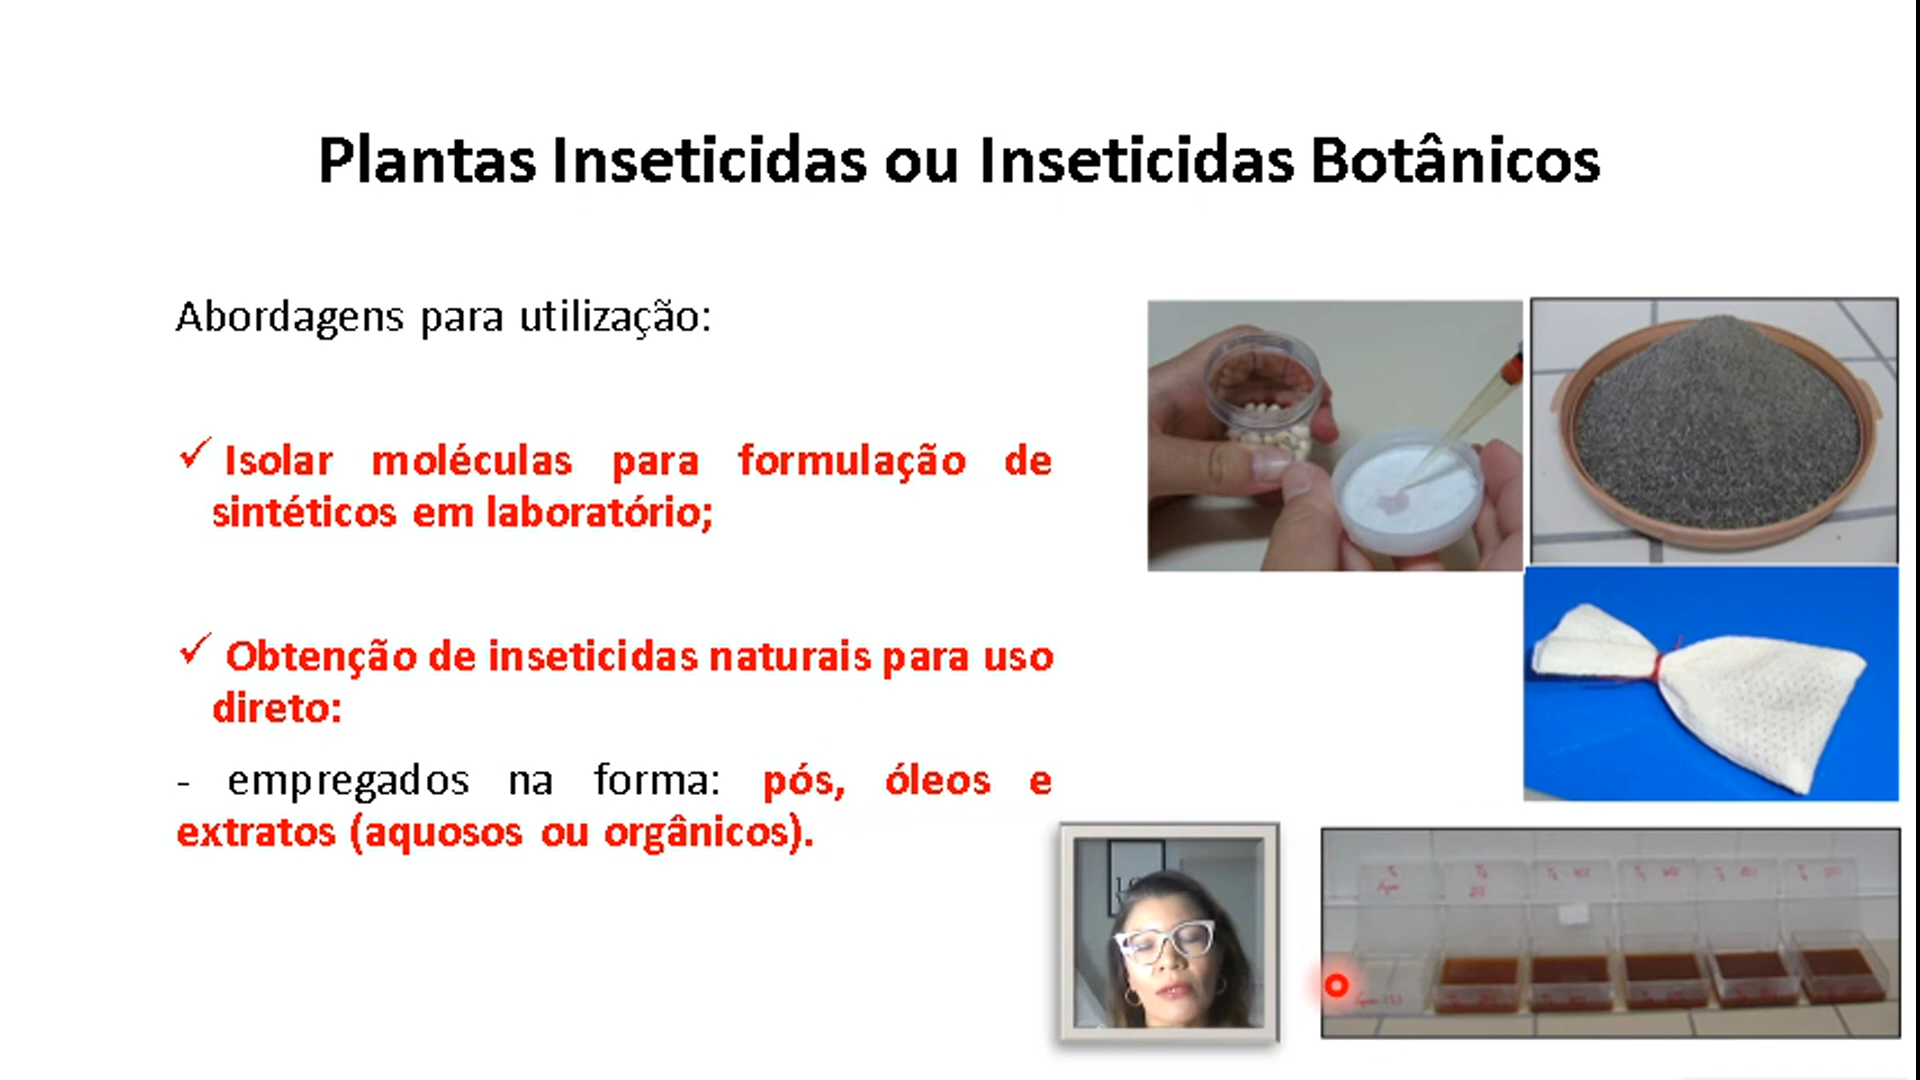 Plantas Inseticidas ou Inseticidas Botânicos
Abordagens para utilização:
✓ Isolar moléculas para formulação de
sintéticos em laboratório;
✓ Obtenção de inseticidas naturais para uso
direto:
- empregados na forma: pós, óleos e
extratos (aquosos ou orgânicos).